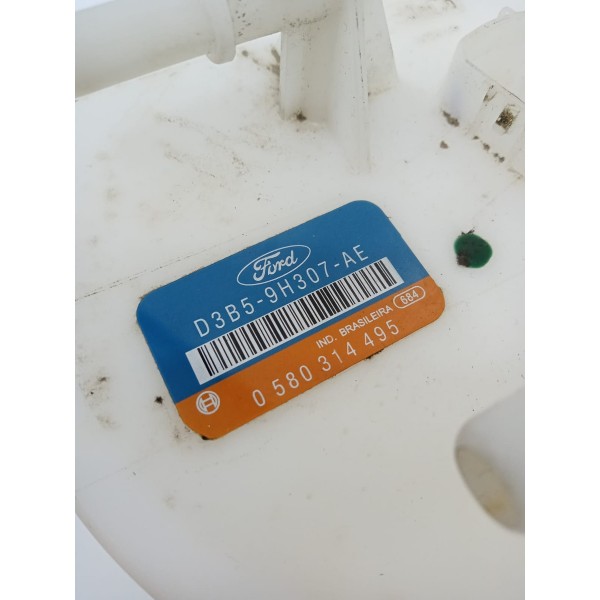 Ford
D3B5-9H307-AE
IND. BRASILEIRA 684
0 580 314 495